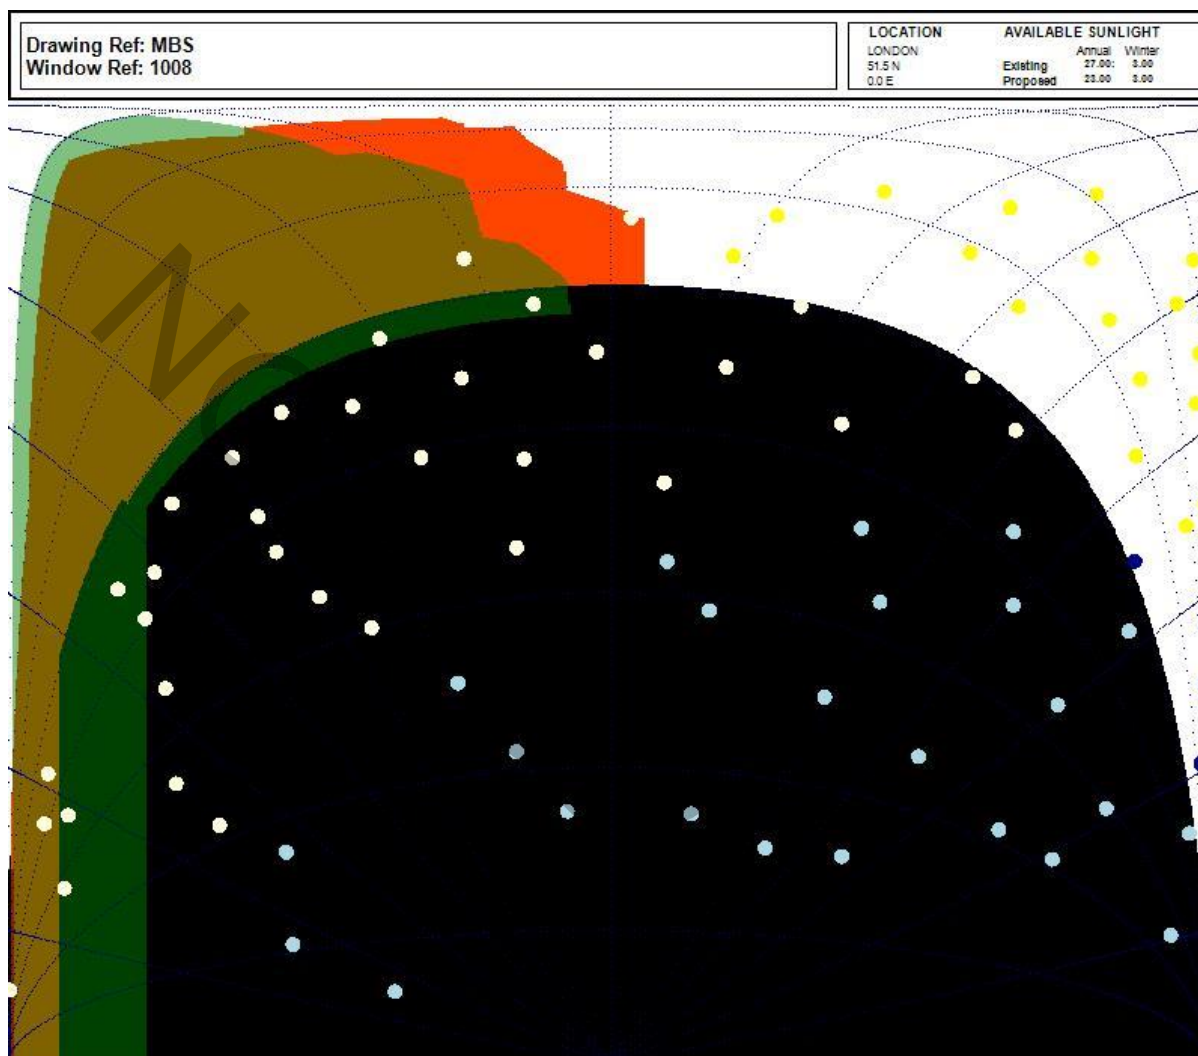 Drawing Ref: MBS
Window Ref: 1008
LOCATION
LONDON
51.5 N
0.0 E
AVAILABLE SUNLIGHT
Annual Winter
Existing 27.00: 3.00
Proposed 23.00 3.00
NO